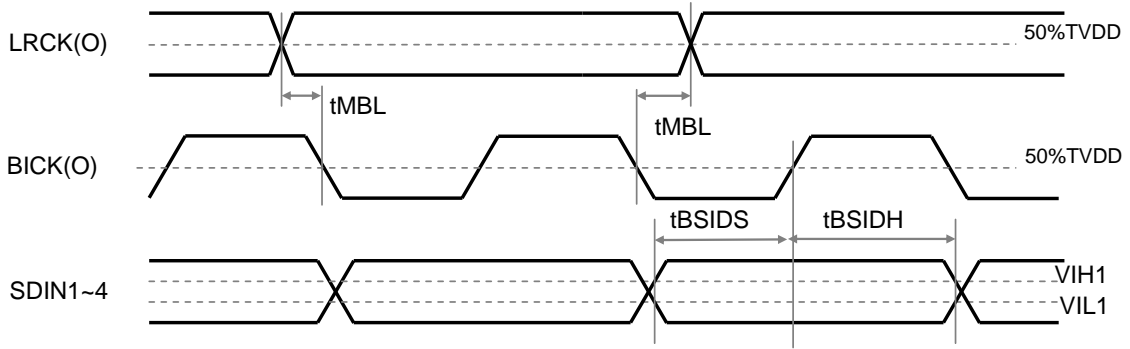 LRCK(O)
50%TVDD
tMBL
tMBL
BICK(O)
50%TVDD
tBSIDS
tBSIDH
SDIN1~4
VIH1
VIL1